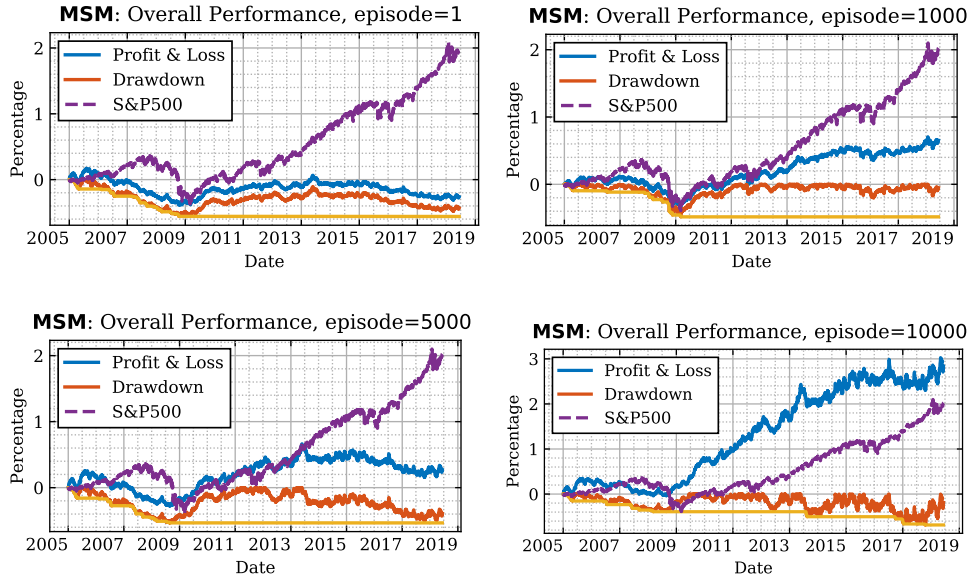 MSM: Overall Performance, episode=1
Percentage
2
1
0
Profit & Loss
Drawdown
S&P500
2005 2007 2009 2011 2013 2015 2017 2019
Date
MSM: Overall Performance, episode=1000
Percentage
2
1
0
Profit & Loss
Drawdown
S&P500
2005 2007 2009 2011 2013 2015 2017 2019
Date
MSM: Overall Performance, episode=5000
Percentage
2
1
0
Profit & Loss
Drawdown
S&P500
2005 2007 2009 2011 2013 2015 2017 2019
Date
MSM: Overall Performance, episode=10000
Percentage
3
2
1
0
Profit & Loss
Drawdown
S&P500
2005 2007 2009 2011 2013 2015 2017 2019
Date